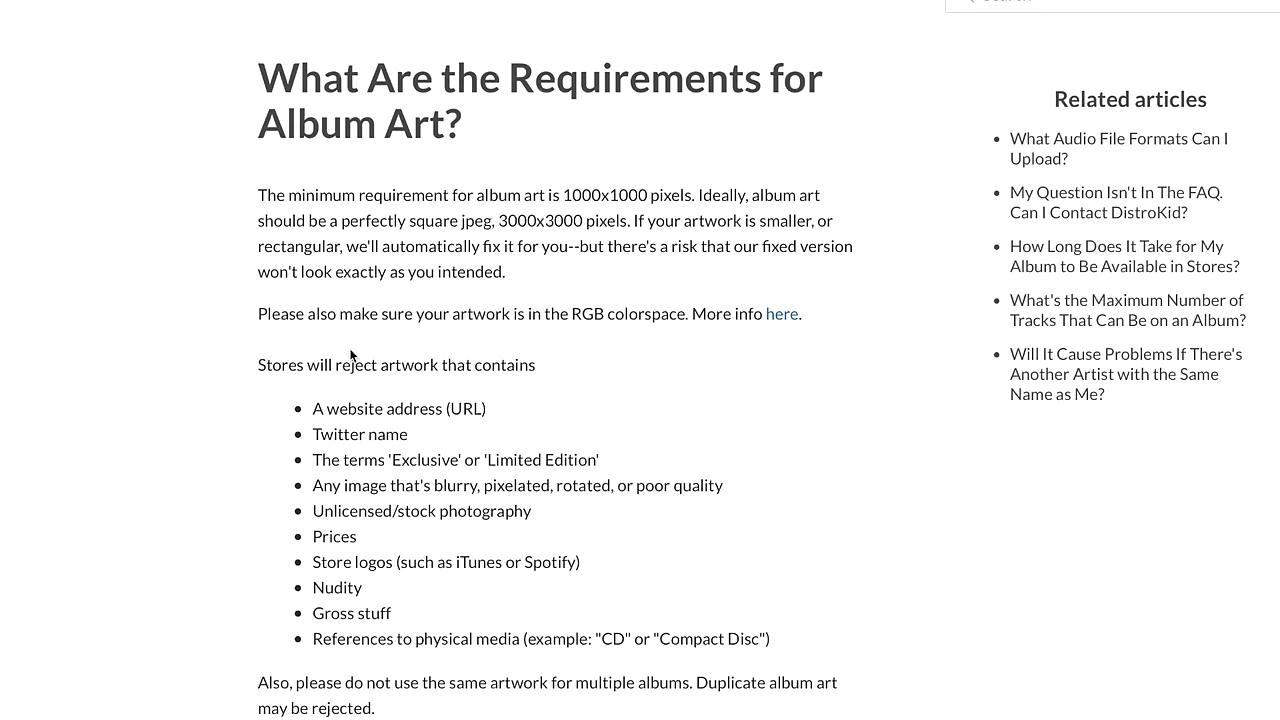 What Are the Requirements for
Album Art?
The minimum requirement for album art is 1000x1000 pixels. Ideally, album art
should be a perfectly square jpeg, 3000x3000 pixels. If your artwork is smaller, or
rectangular, we'll automatically fix it for you--but there's a risk that our fixed version
won't look exactly as you intended.
Please also make sure your artwork is in the RGB colorspace. More info here.
Stores will reject artwork that contains
A website address (URL)
Twitter name
The terms 'Exclusive' or 'Limited Edition'
Any image that's blurry, pixelated, rotated, or poor quality
Unlicensed/stock photography
Prices
Store logos (such as iTunes or Spotify)
Nudity
Gross stuff
References to physical media (example: "CD" or "Compact Disc")
Also, please do not use the same artwork for multiple albums. Duplicate album art
may be rejected.
Related articles
What Audio File Formats Can I
Upload?
My Question Isn't In The FAQ.
Can I Contact DistroKid?
How Long Does It Take for My
Album to Be Available in Stores?
What's the Maximum Number of
Tracks That Can Be on an Album?
Will It Cause Problems If There's
Another Artist with the Same
Name as Me?